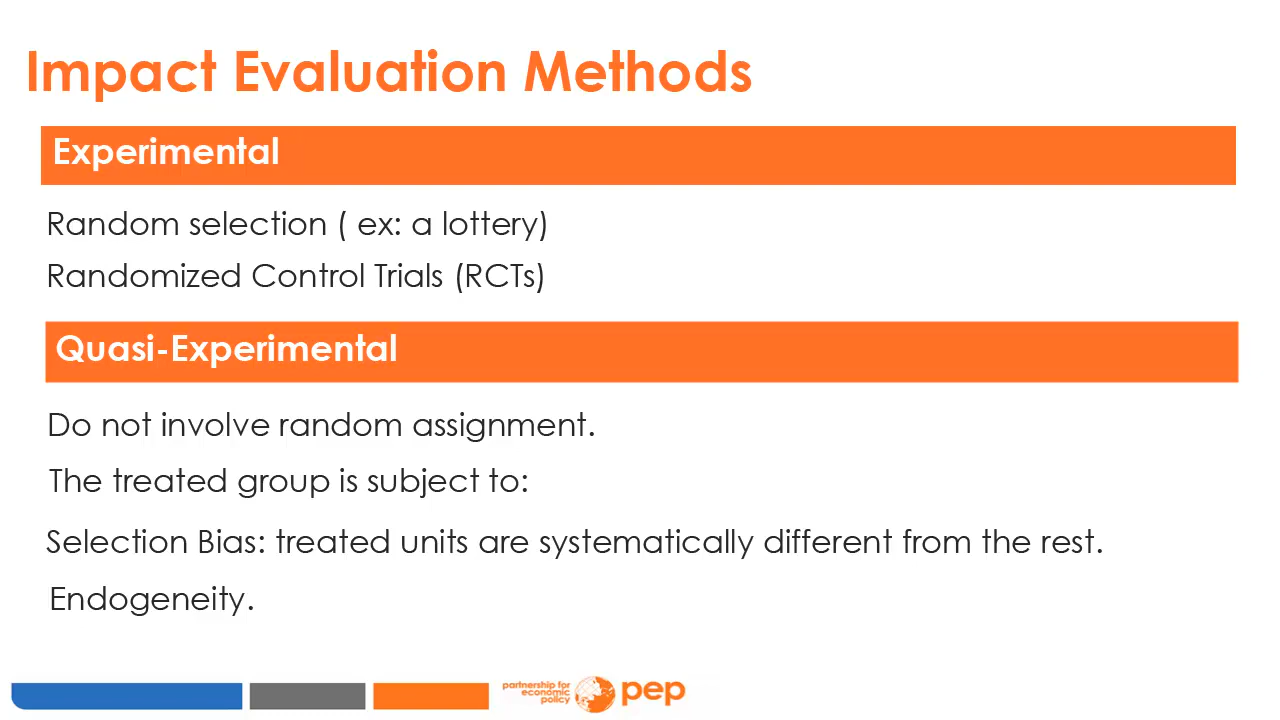 Impact Evaluation Methods
Experimental
Random selection ( ex: a lottery)
Randomized Control Trials (RCTs)
Quasi-Experimental
Do not involve random assignment.
The treated group is subject to:
Selection Bias: treated units are systematically different from the rest.
Endogeneity.
partnership for
economic
policy
pep